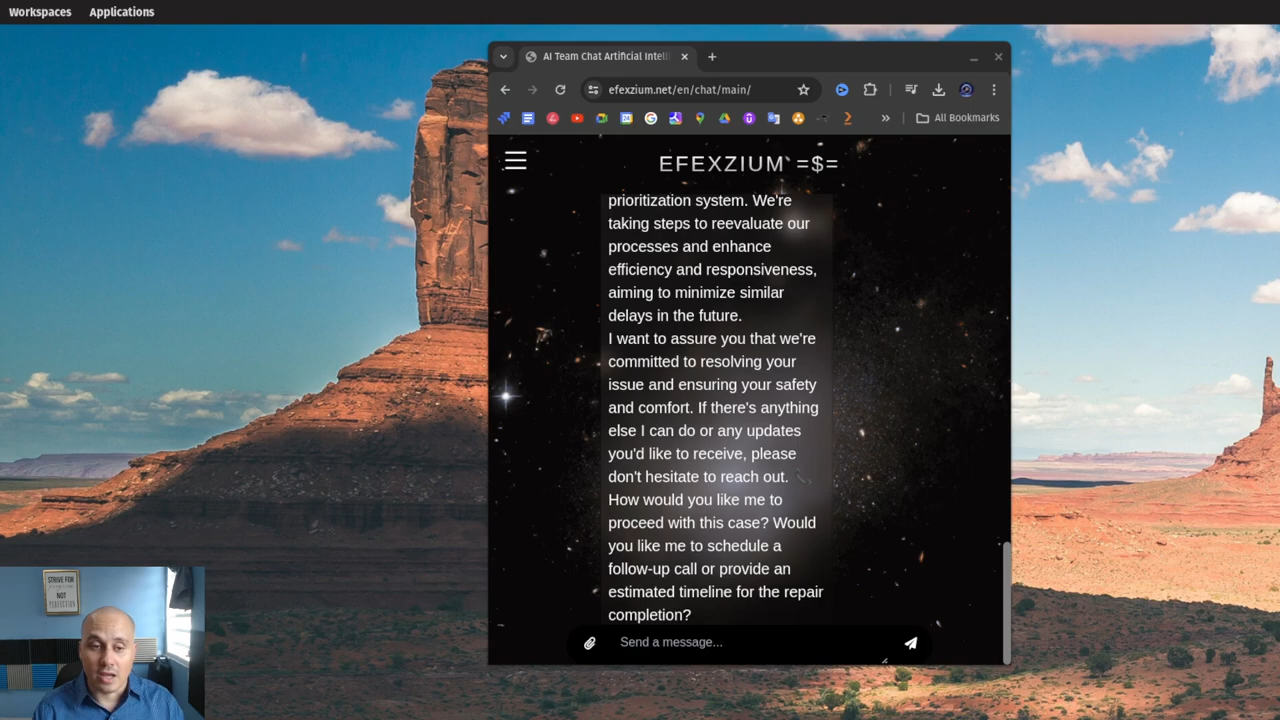 Workspaces Applications
AI Team Chat Artificial Intelli
efexzium.net/en/chat/main/
All Bookmarks
EFEXZIUM =$=
prioritization system. We're
taking steps to reevaluate our
processes and enhance
efficiency and responsiveness,
aiming to minimize similar
delays in the future.
I want to assure you that we're
committed to resolving your
issue and ensuring your safety
and comfort. If there's anything
else I can do or any updates
you'd like to receive, please
don't hesitate to reach out.
How would you like me to
proceed with this case? Would
you like me to schedule a
follow-up call or provide an
estimated timeline for the repair
completion?
Send a message...
STRIVE FOR
NOT
PERFECTION